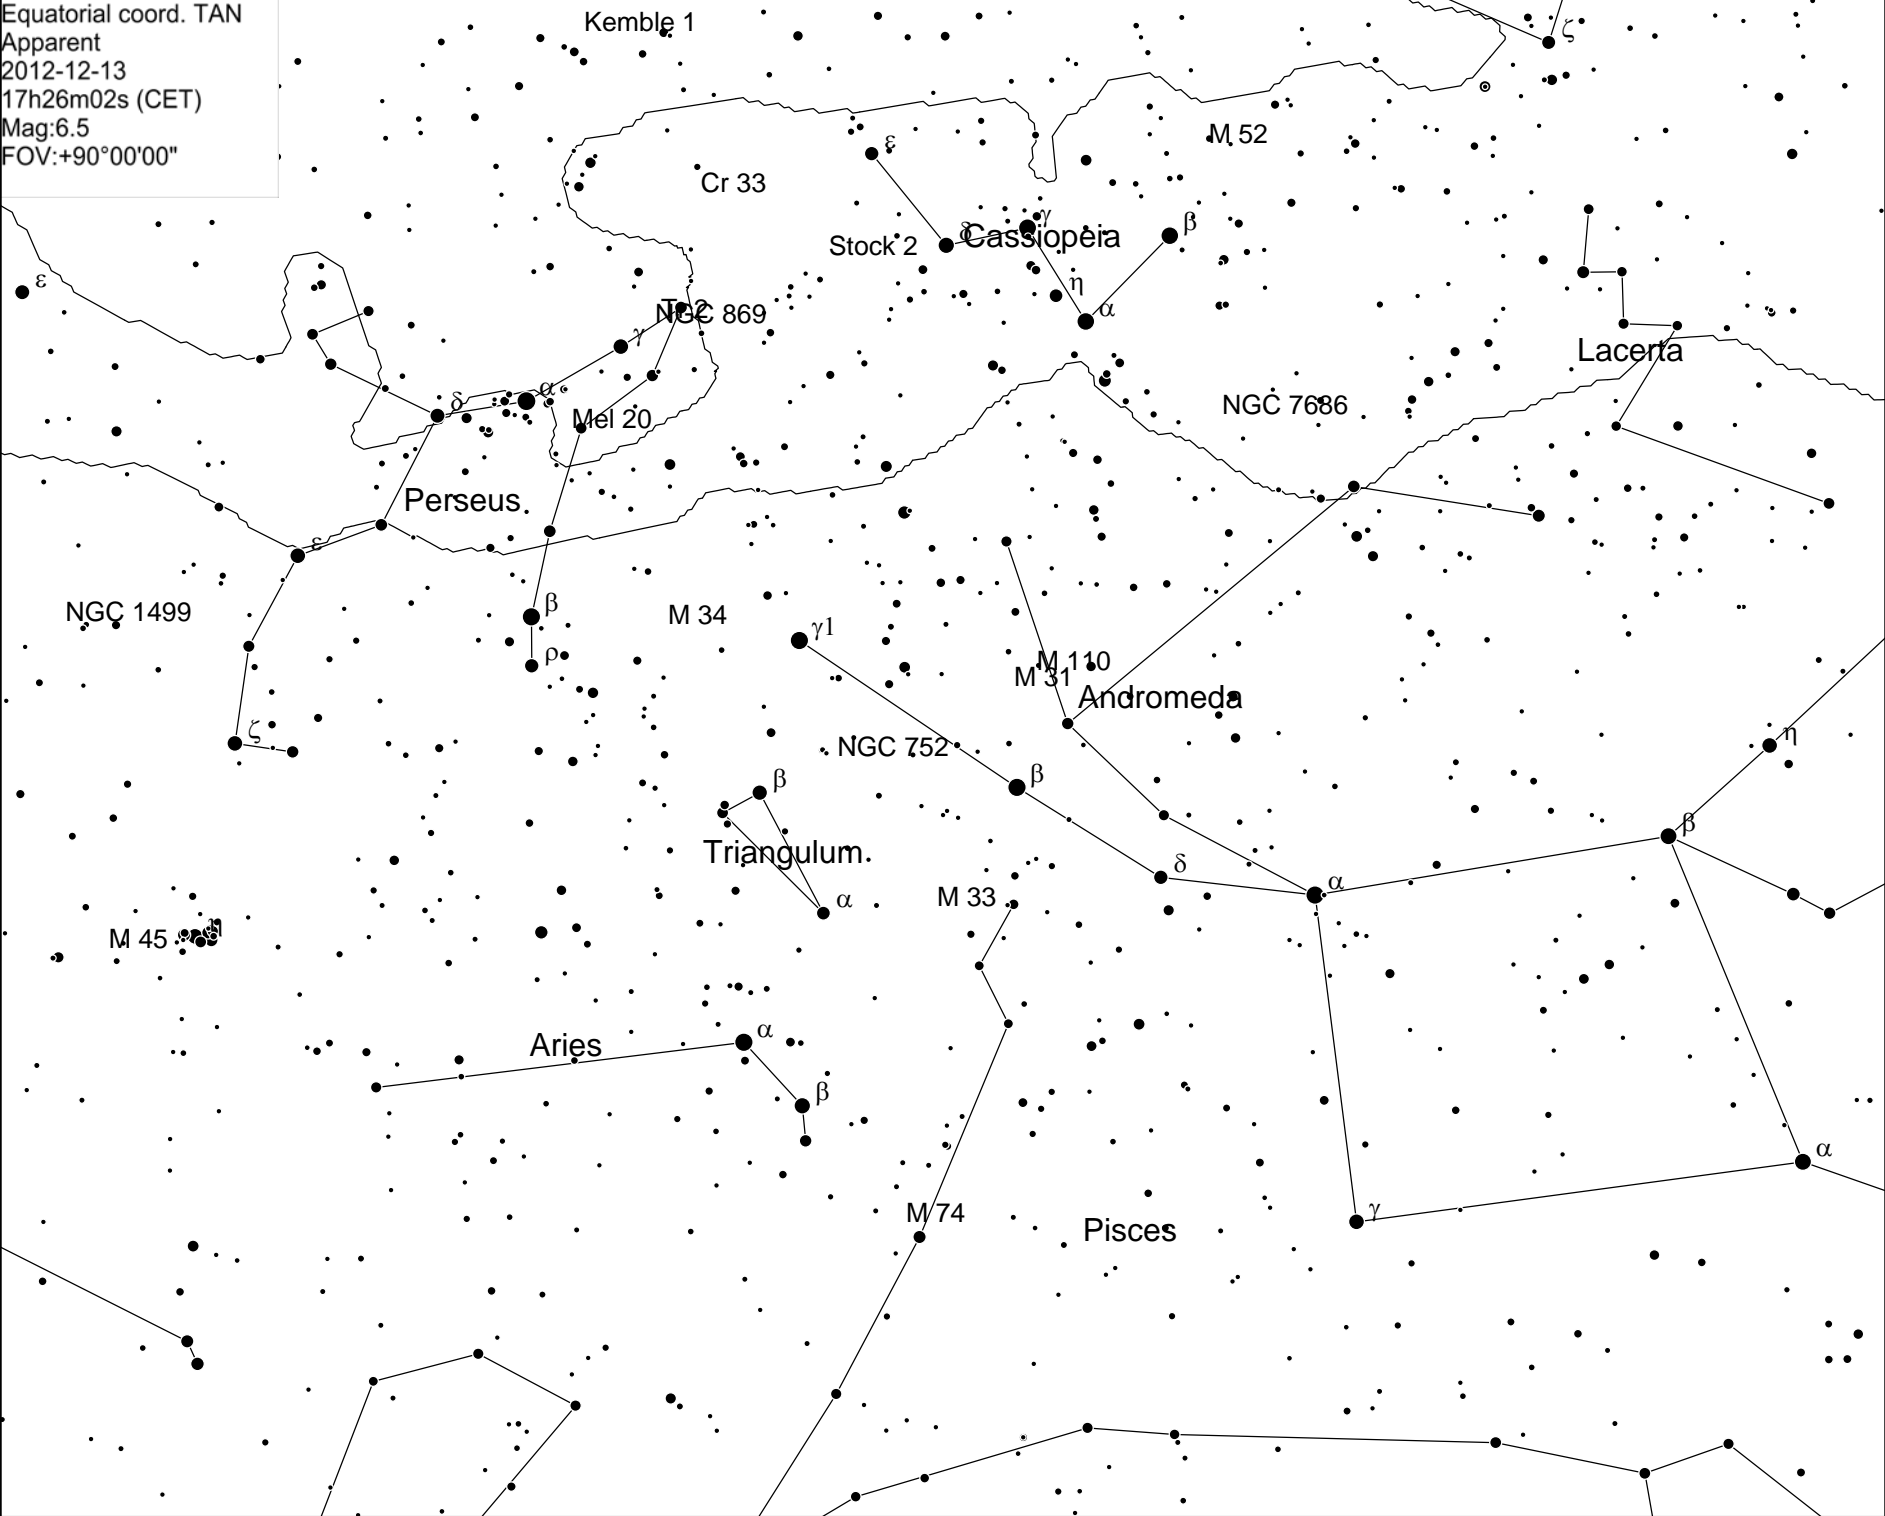 Equatorial coord. TAN
Apparent
2012-12-13
17h26m02s (CET)
Mag:6.5
FOV:+90°00'00"
Kemble 1
ζ
M 52
ε
Cr 33
γ
β
δ
Cassiopeia
Stock 2
ε
η
α
NGC 869
γ
Lacerta
α
δ
Mel 20
NGC 7686
Perseus
ε
β
NGC 1499
M 34
γ1
ρ
M 110
M 31
Andromeda
ζ
η
NGC 752
β
β
β
Triangulum
δ
α
α
M 33
M 45
η
α
Aries
β
α
M 74
γ
Pisces